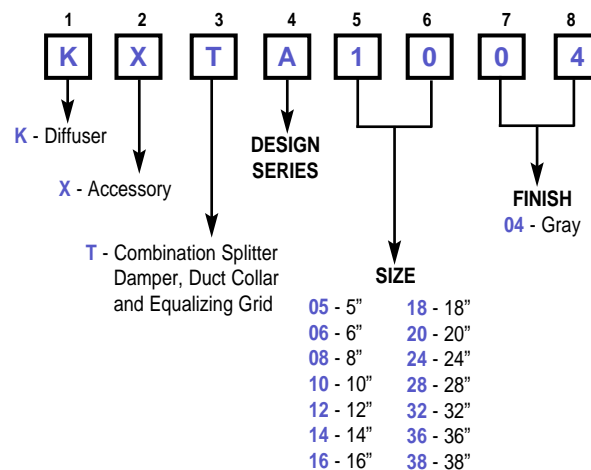 1 2 3 4 5 6 7 8
K X T A 1 0 0 4
K - Diffuser
X - Accessory
T - Combination Splitter
Damper, Duct Collar
and Equalizing Grid
DESIGN
SERIES
SIZE
05 - 5” 18 - 18”
06 - 6” 20 - 20”
08 - 8” 24 - 24”
10 - 10” 28 - 28”
12 - 12” 32 - 32”
14 - 14” 36 - 36”
16 - 16” 38 - 38”
FINISH
04 - Gray